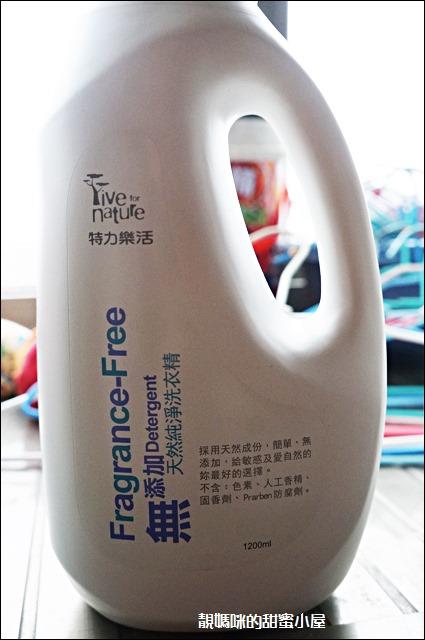 rive for
nature
特力樂活
Fragrance-Free
無添加Detergent
天然純淨洗衣精
採用天然成份，簡單、無
添加，給敏感及愛自然的
妳最好的選擇。
不含：色素、人工香精、
固香劑、Prarben防腐劑。
1200ml
靚媽咪的甜蜜小屋